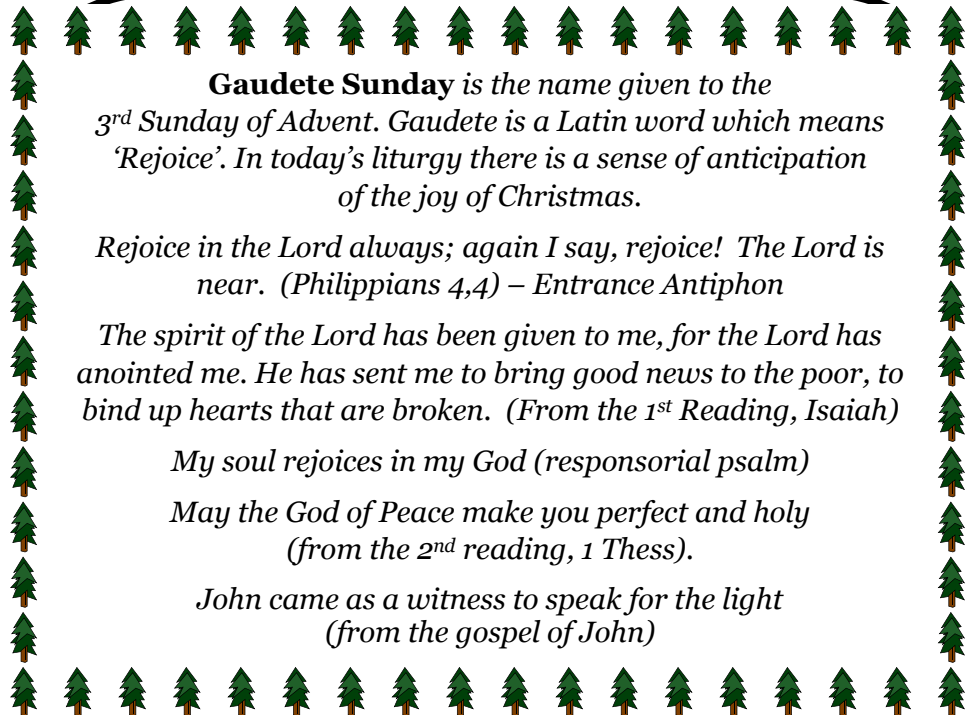 Gaudete Sunday is the name given to the
3rd Sunday of Advent. Gaudete is a Latin word which means
‘Rejoice’. In today’s liturgy there is a sense of anticipation
of the joy of Christmas.
Rejoice in the Lord always; again I say, rejoice!  The Lord is
near.  (Philippians 4,4) – Entrance Antiphon
The spirit of the Lord has been given to me, for the Lord has
anointed me. He has sent me to bring good news to the poor, to
bind up hearts that are broken.  (From the 1st Reading, Isaiah)
My soul rejoices in my God (responsorial psalm)
May the God of Peace make you perfect and holy
(from the 2nd reading, 1 Thess).
John came as a witness to speak for the light
(from the gospel of John)